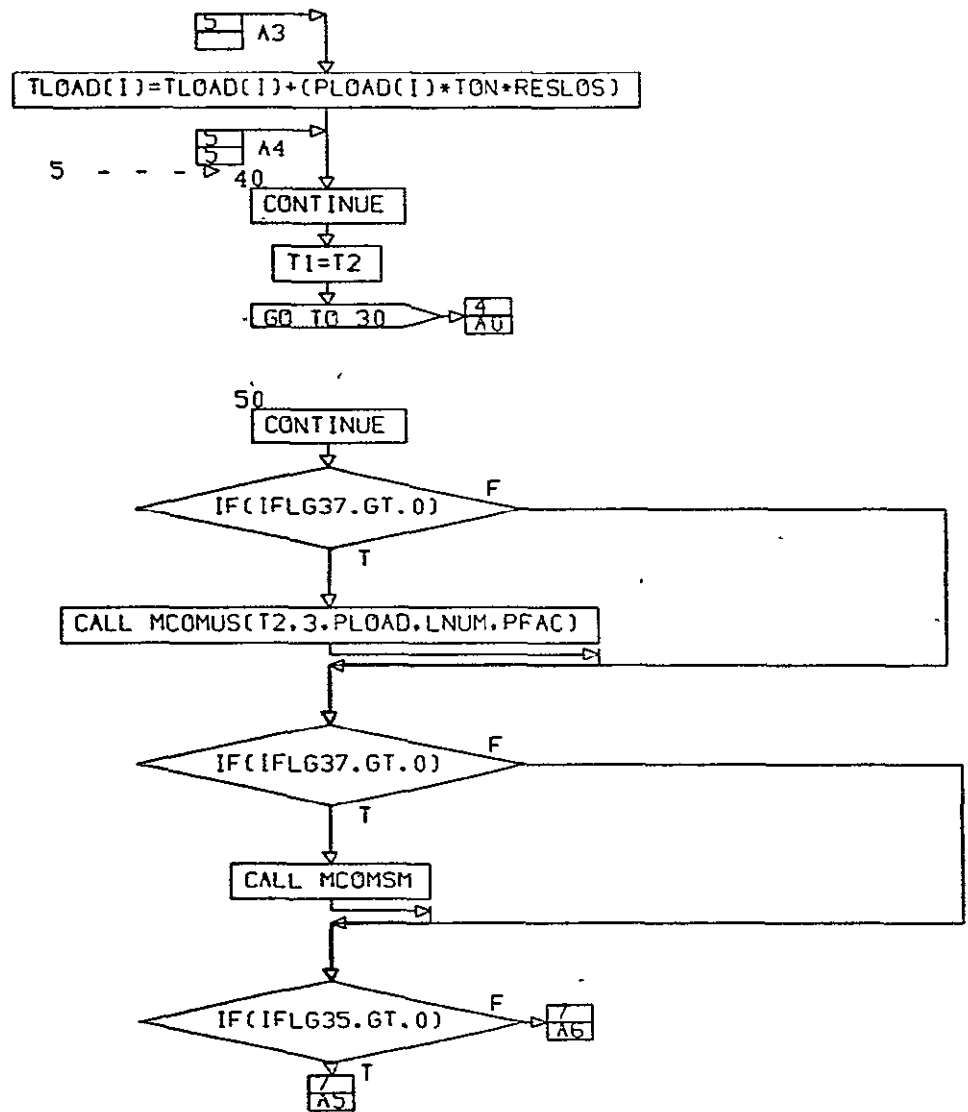 5 A3
TLOAD(I)=TLOAD(I)+(PLOAD(I)*TON*RESLOS)
5
5 A4
5 - - - 40
CONTINUE
T1=T2
GO TO 30
4
A0
50
CONTINUE
IF(IFLG37.GT.0) F
T
CALL MCOMUS(T2.3.PLOAD.LNUM.PFAC)
IF(IFLG37.GT.0) F
T
CALL MCOMSM
IF(IFLG35.GT.0) F
7
A6
T
7
A5